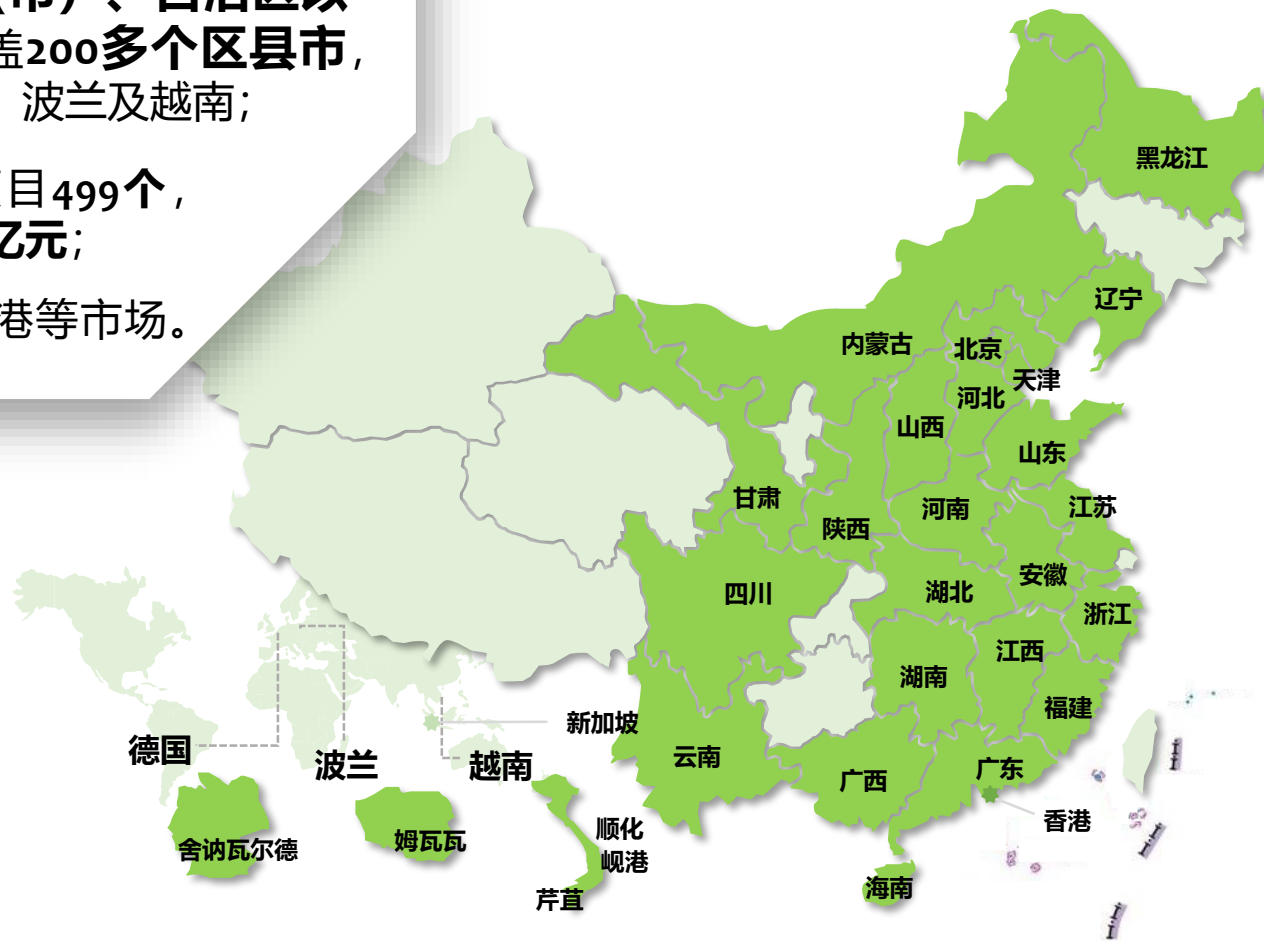 盖200多个区县市，
波兰及越南；
目499个，
亿元；
港等市场。
黑龙江
辽宁
内蒙古
北京
天津
河北
山西
山东
甘肃
陕西
河南
江苏
四川
湖北
安徽
浙江
湖南
江西
福建
新加坡
云南
广西
广东
香港
海南
德国
波兰
越南
舍讷瓦尔德
姆瓦瓦
顺化
岘港
芹苴